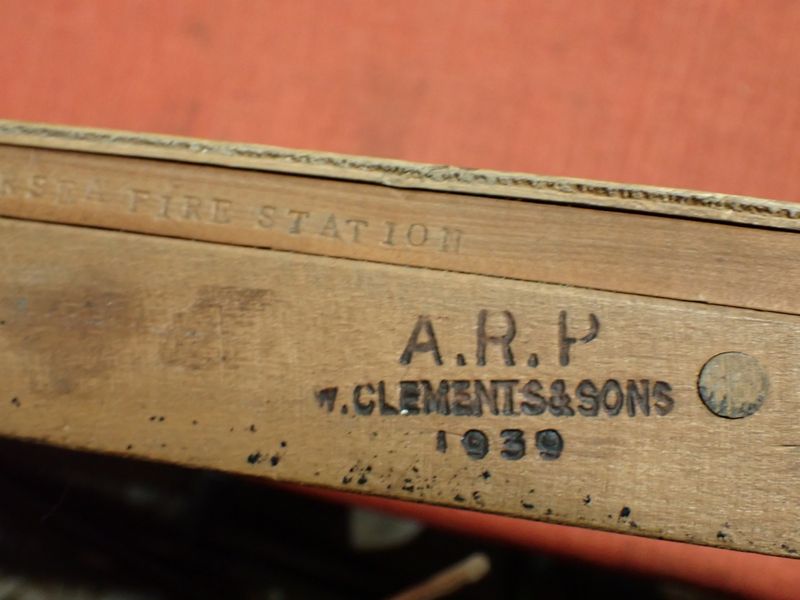 FIRE STATION
A.R.P
W.CLEMENTS&SONS
1939